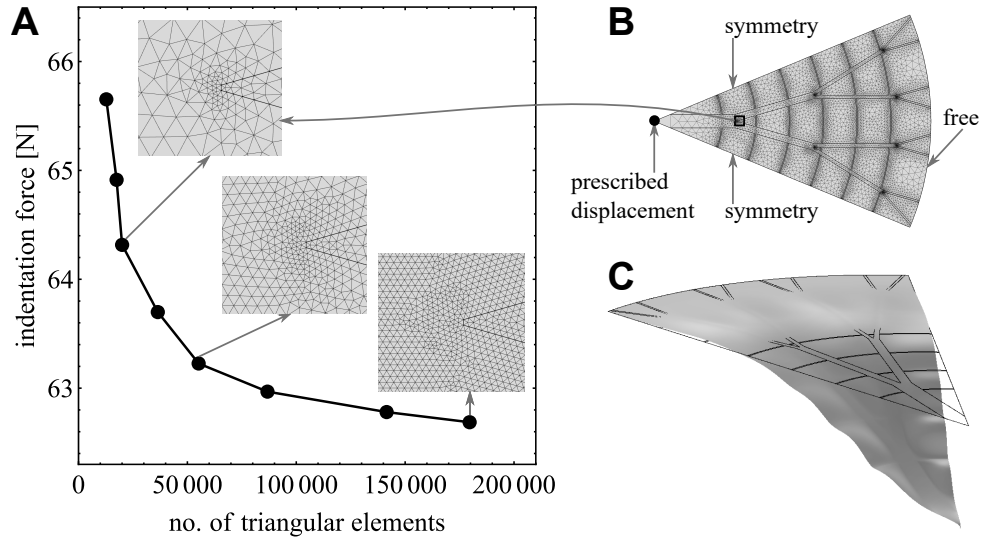 A
indentation force [N]
66
65
64
63
0
50 000
100 000
150 000
200 000
no. of triangular elements
B
symmetry
free
prescribed
displacement
symmetry
C